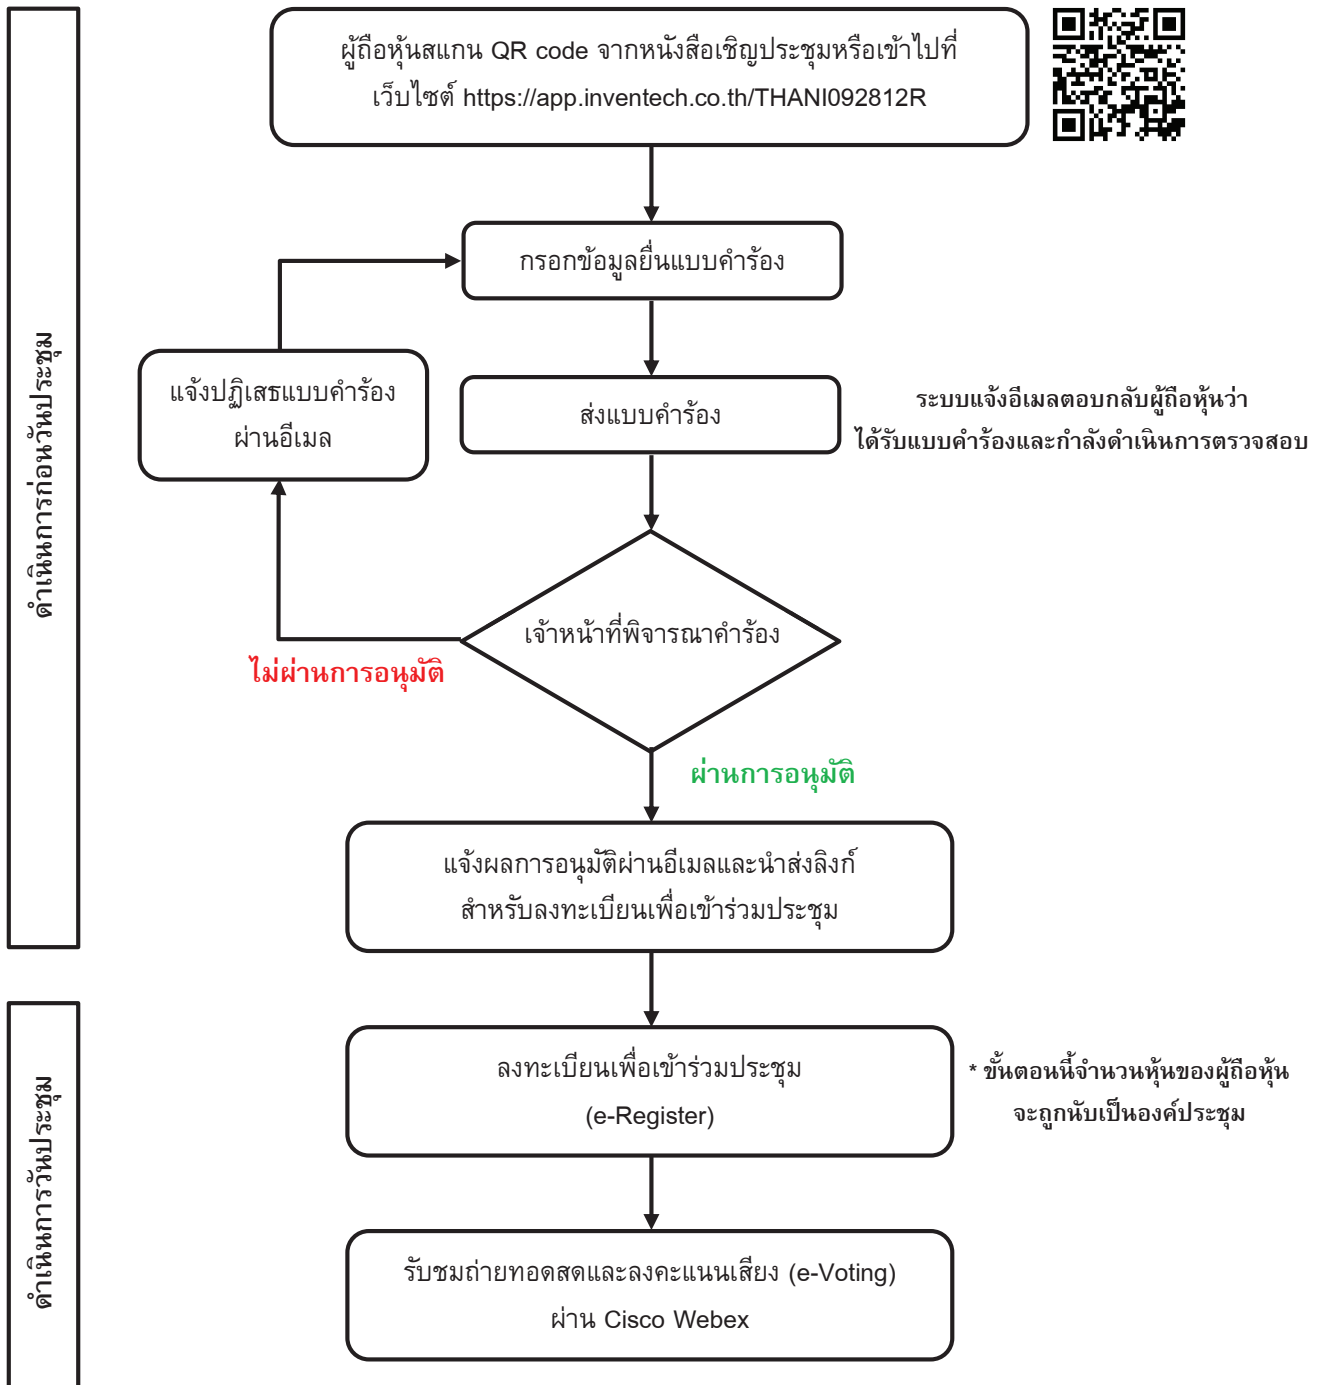 ผู้ถือหุ้นสแกน QR code จากหนังสือเชิญประชุมหรือเข้าไปที่
เว็บไซต์ https://app.inventech.co.th/THANI092812R
กรอกข้อมูลยื่นแบบคำร้อง
แจ้งปฏิเสธแบบคำร้อง
ผ่านอีเมล
ส่งแบบคำร้อง
ระบบแจ้งอีเมลตอบกลับผู้ถือหุ้นว่า
ได้รับแบบคำร้องและกำลังดำเนินการตรวจสอบ
ดำเนินการก่อนวันประชุม
เจ้าหน้าที่พิจารณาคำร้อง
ไม่ผ่านการอนุมัติ
ผ่านการอนุมัติ
แจ้งผลการอนุมัติผ่านอีเมลและนำส่งลิงก์
สำหรับลงทะเบียนเพื่อเข้าร่วมประชุม
ดำเนินการวันประชุม
ลงทะเบียนเพื่อเข้าร่วมประชุม
(e-Register)
* ขั้นตอนนี้จำนวนหุ้นของผู้ถือหุ้น
จะถูกนับเป็นองค์ประชุม
รับชมถ่ายทอดสดและลงคะแนนเสียง (e-Voting)
ผ่าน Cisco Webex